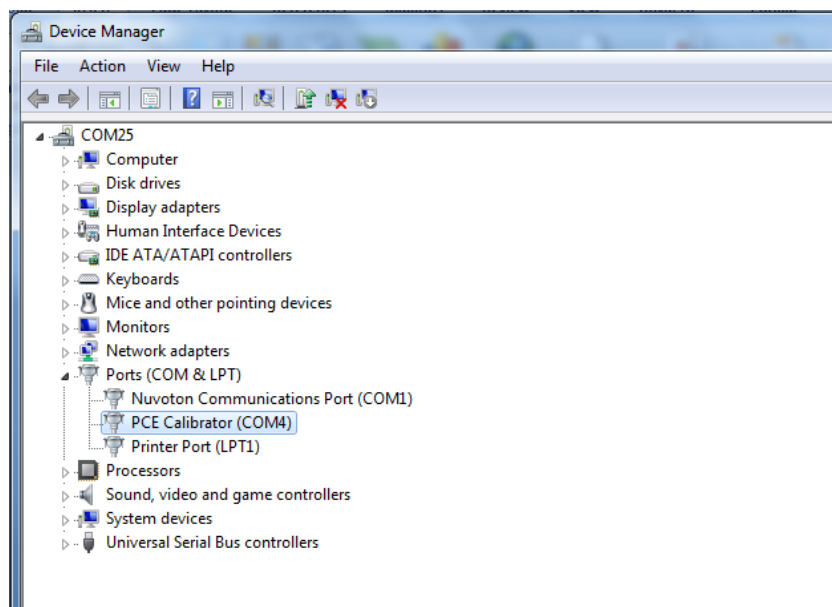 Device Manager
File Action View Help
COM25
Computer
Disk drives
Display adapters
Human Interface Devices
IDE ATA/ATAPI controllers
Keyboards
Mice and other pointing devices
Monitors
Network adapters
Ports (COM & LPT)
Nuvoton Communications Port (COM1)
PCE Calibrator (COM4)
Printer Port (LPT1)
Processors
Sound, video and game controllers
System devices
Universal Serial Bus controllers